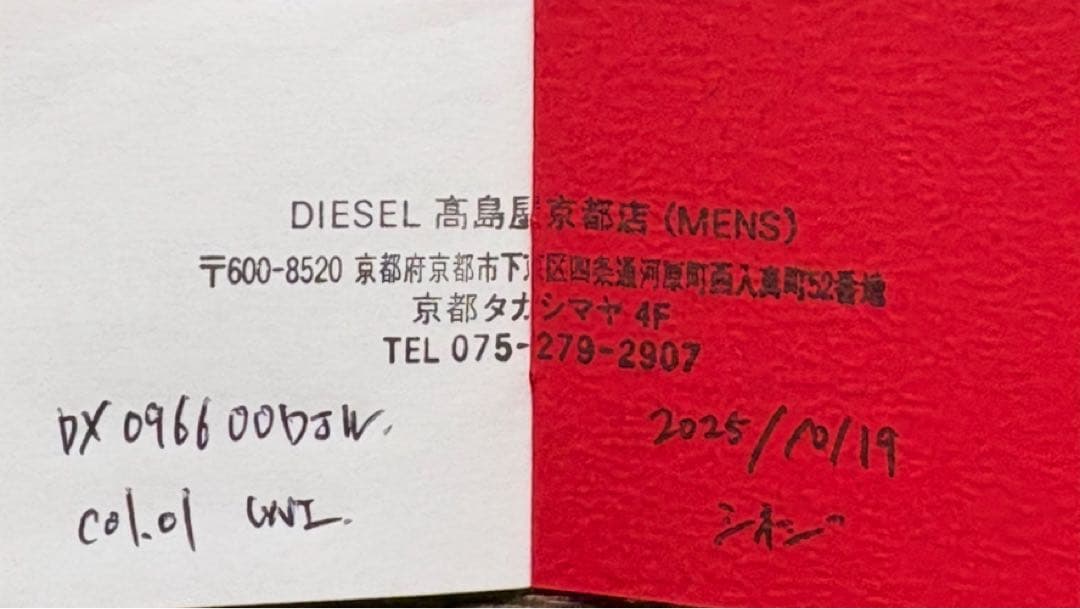 DIESEL 髙島屋京都店 (MENS)
〒600-8520 京都府京都市下京区四条通河原町西入真町52番地
京都タカシマヤ 4F
TEL 075-279-2907
DX0966 00DJW.
2025/10/19
Col.01 UNI.